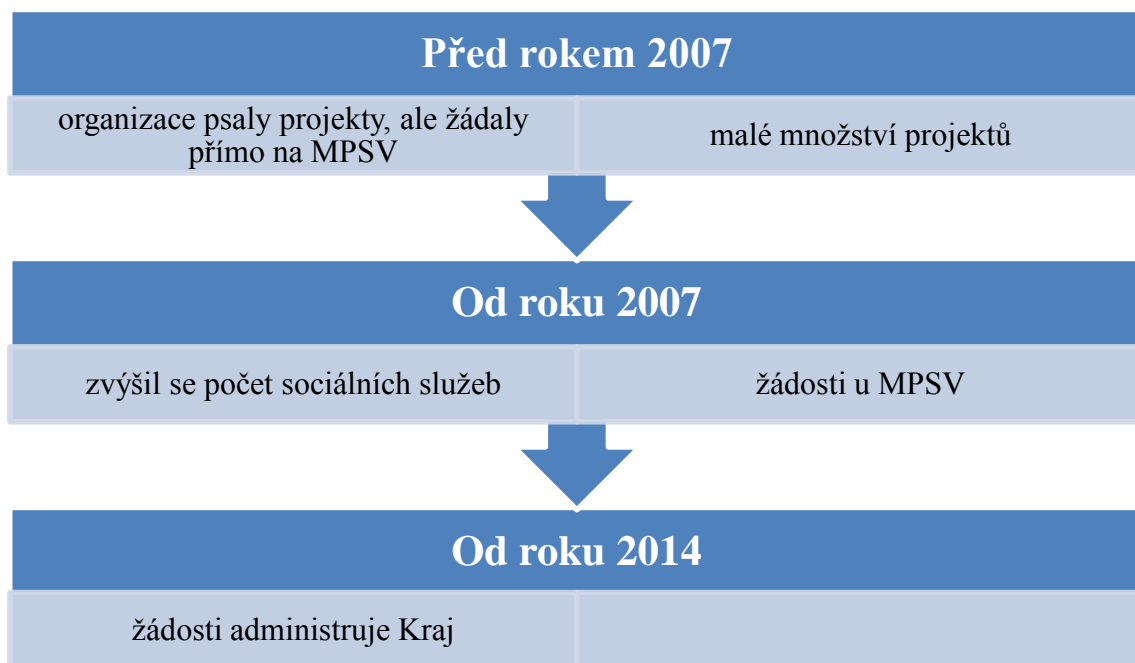 Před rokem 2007
organizace psaly projekty, ale žádaly
přímo na MPSV
malé množství projektů
Od roku 2007
zvýšil se počet sociálních služeb
žádosti u MPSV
Od roku 2014
žádosti administruje Kraj